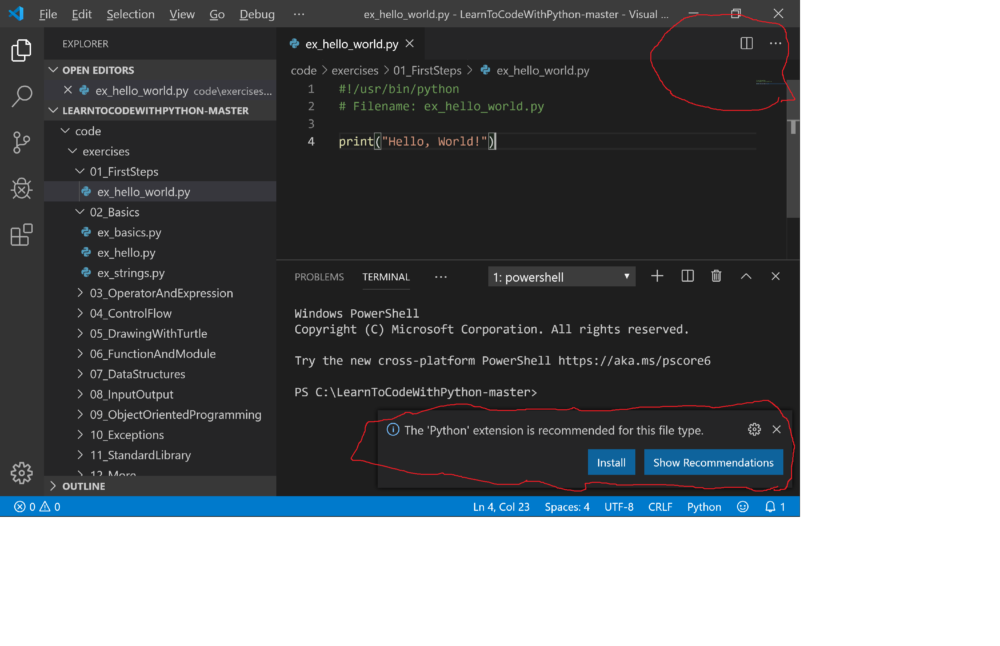 File Edit Selection View Go Debug ··· ex_hello_world.py - LearnToCodeWithPython-master - Visual ...
EXPLORER
OPEN EDITORS
ex_hello_world.py code\exercises...
LEARNTOCODEWITHPYTHON-MASTER
code
exercises
01_FirstSteps
ex_hello_world.py
02_Basics
ex_basics.py
ex_hello.py
ex_strings.py
03_OperatorAndExpression
04_ControlFlow
05_DrawingWithTurtle
06_FunctionAndModule
07_DataStructures
08_InputOutput
09_ObjectOrientedProgramming
10_Exceptions
11_StandardLibrary
12_More
OUTLINE
ex_hello_world.py
code > exercises > 01_FirstSteps > ex_hello_world.py
1 #!/usr/bin/python
2 # Filename: ex_hello_world.py
3
4 print("Hello, World!")
PROBLEMS TERMINAL ··· 1: powershell
Windows PowerShell
Copyright (C) Microsoft Corporation. All rights reserved.
Try the new cross-platform PowerShell https://aka.ms/pscore6
PS C:\LearnToCodeWithPython-master>
The 'Python' extension is recommended for this file type.
Install Show Recommendations
0 0 Ln 4, Col 23 Spaces: 4 UTF-8 CRLF Python 1